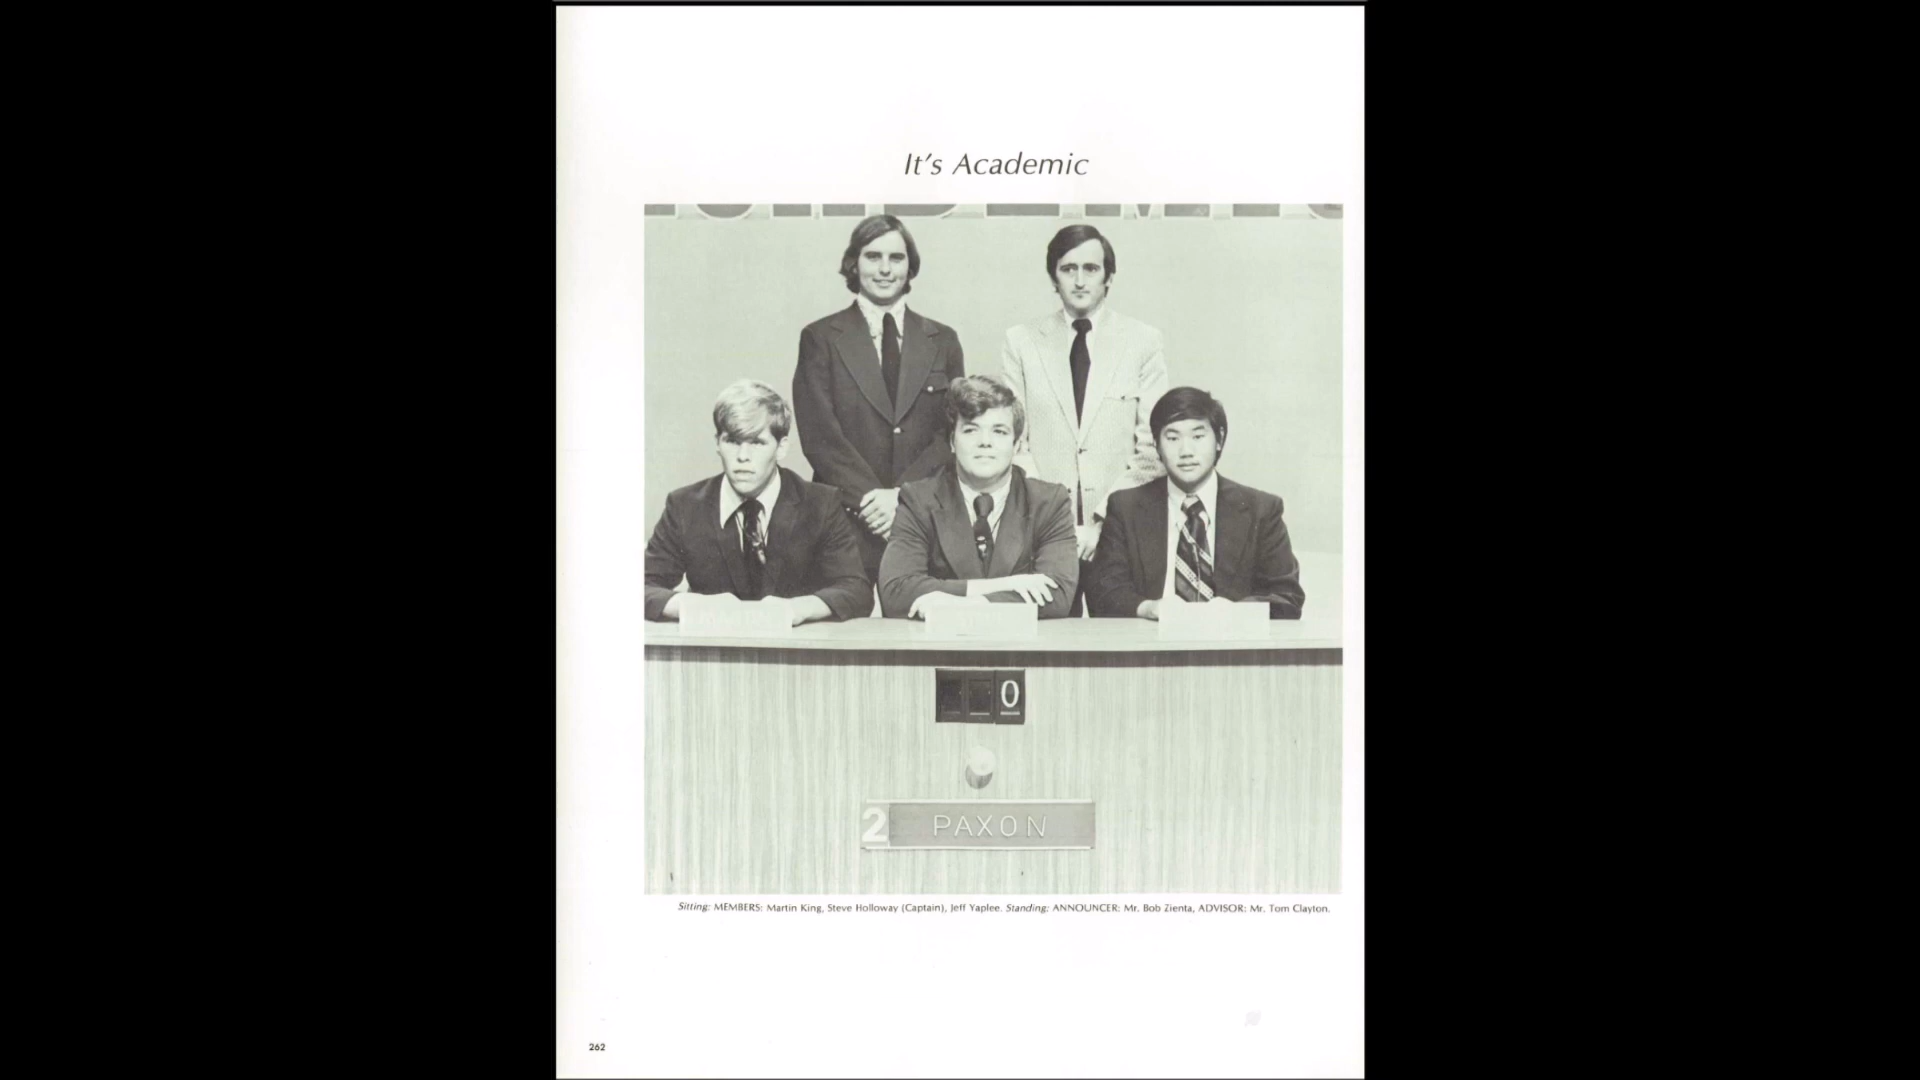 It's Academic
MARTIN
0
2 PAXON
Sitting: MEMBERS: Martin King, Steve Holloway (Captain), Jeff Yaplee. Standing: ANNOUNCER: Mr. Bob Zienta, ADVISOR: Mr. Tom Clayton.
262